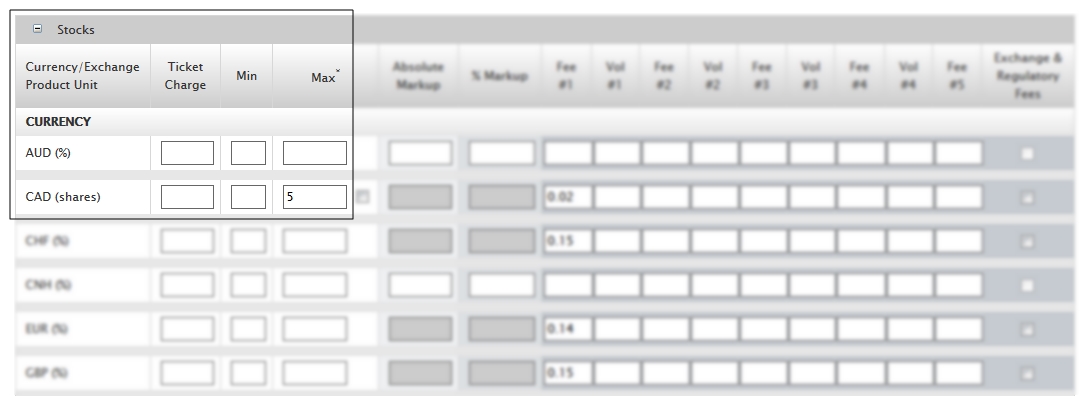 Stocks
Currency/Exchange Product Unit Ticket Charge Min Max* Absolute Markup % Markup Fee #1 Vol #1 Fee #2 Vol #2 Fee #3 Vol #3 Fee #4 Vol #4 Fee #5 Exchange & Regulatory Fees
CURRENCY
AUD (%)
CAD (shares) 5 0.02
CHF (%) 0.15
CNH (%)
EUR (%) 0.14
GBP (%) 0.15